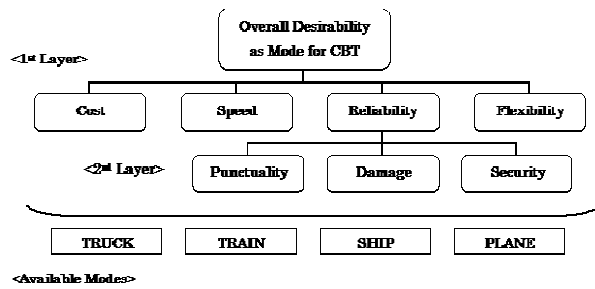 Overall Desirability
as Mode for CBT
<1st Layer>
Cost Speed Reliability Flexibility
<2nd Layer>
Punctuality Damage Security
TRUCK TRAIN SHIP PLANE
<Available Modes>